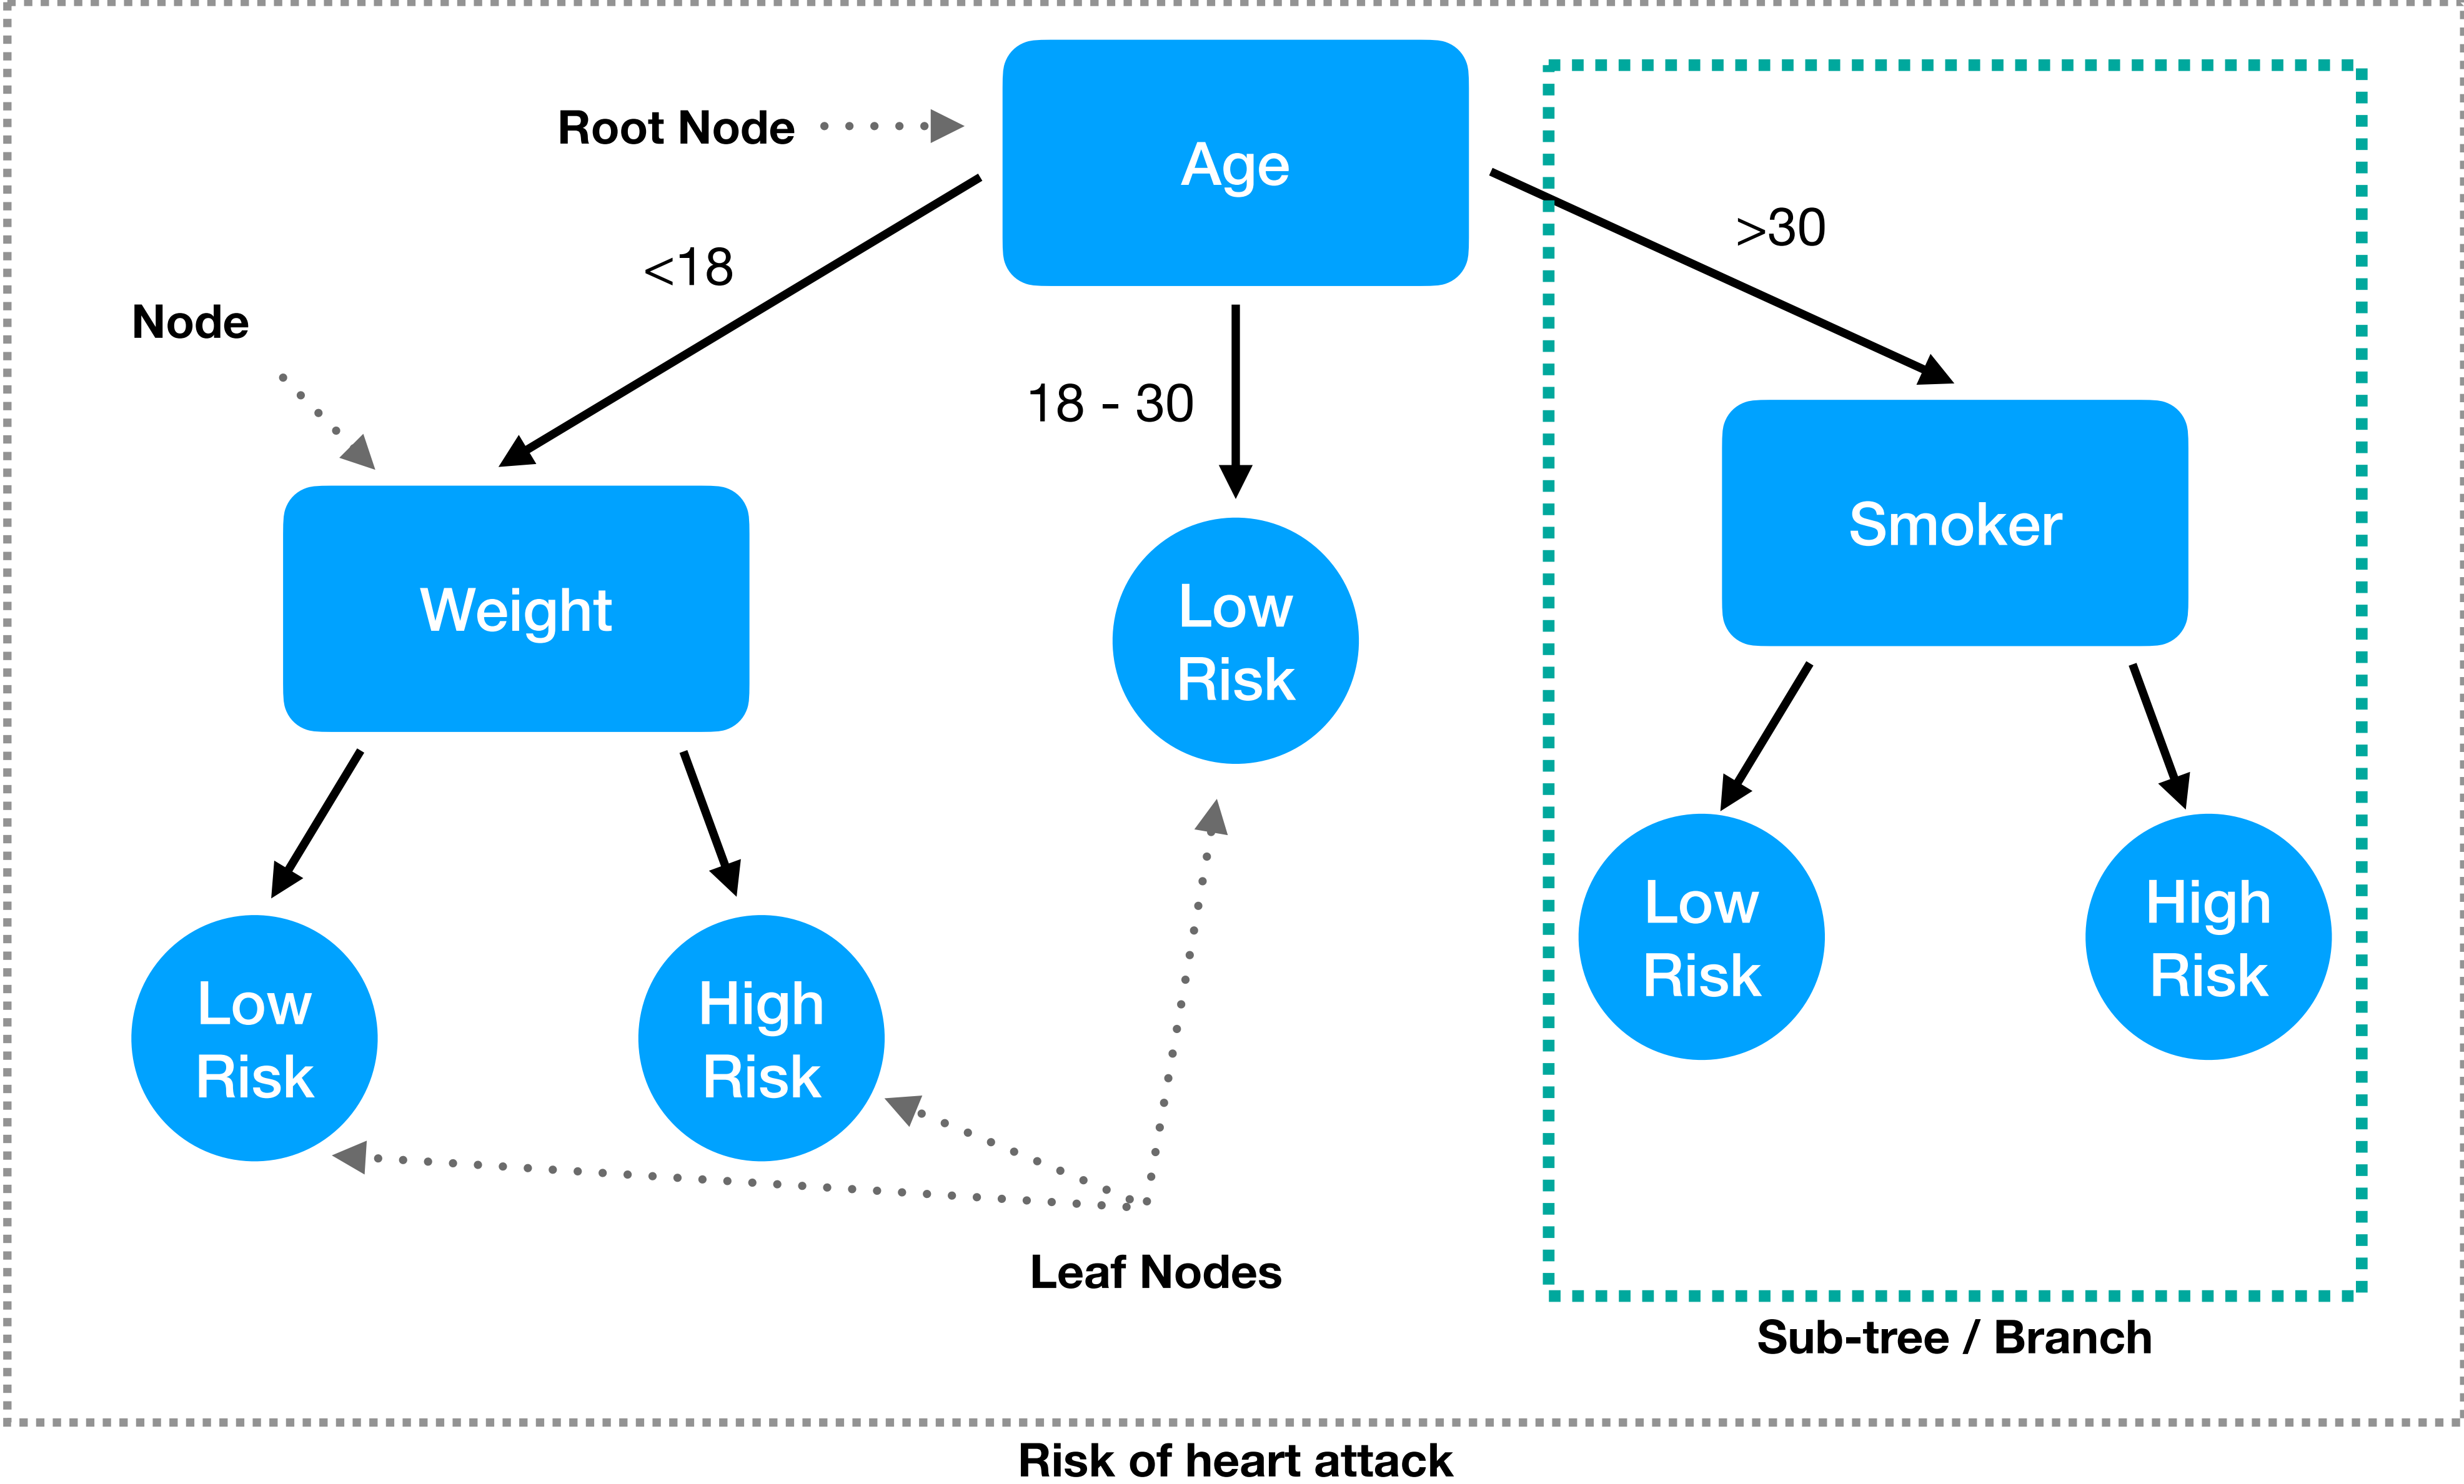 Root Node
Age
<18
>30
Node
18 - 30
Weight
Low
Risk
Smoker
Low
Risk
High
Risk
Low
Risk
High
Risk
Leaf Nodes
Sub-tree / Branch
Risk of heart attack